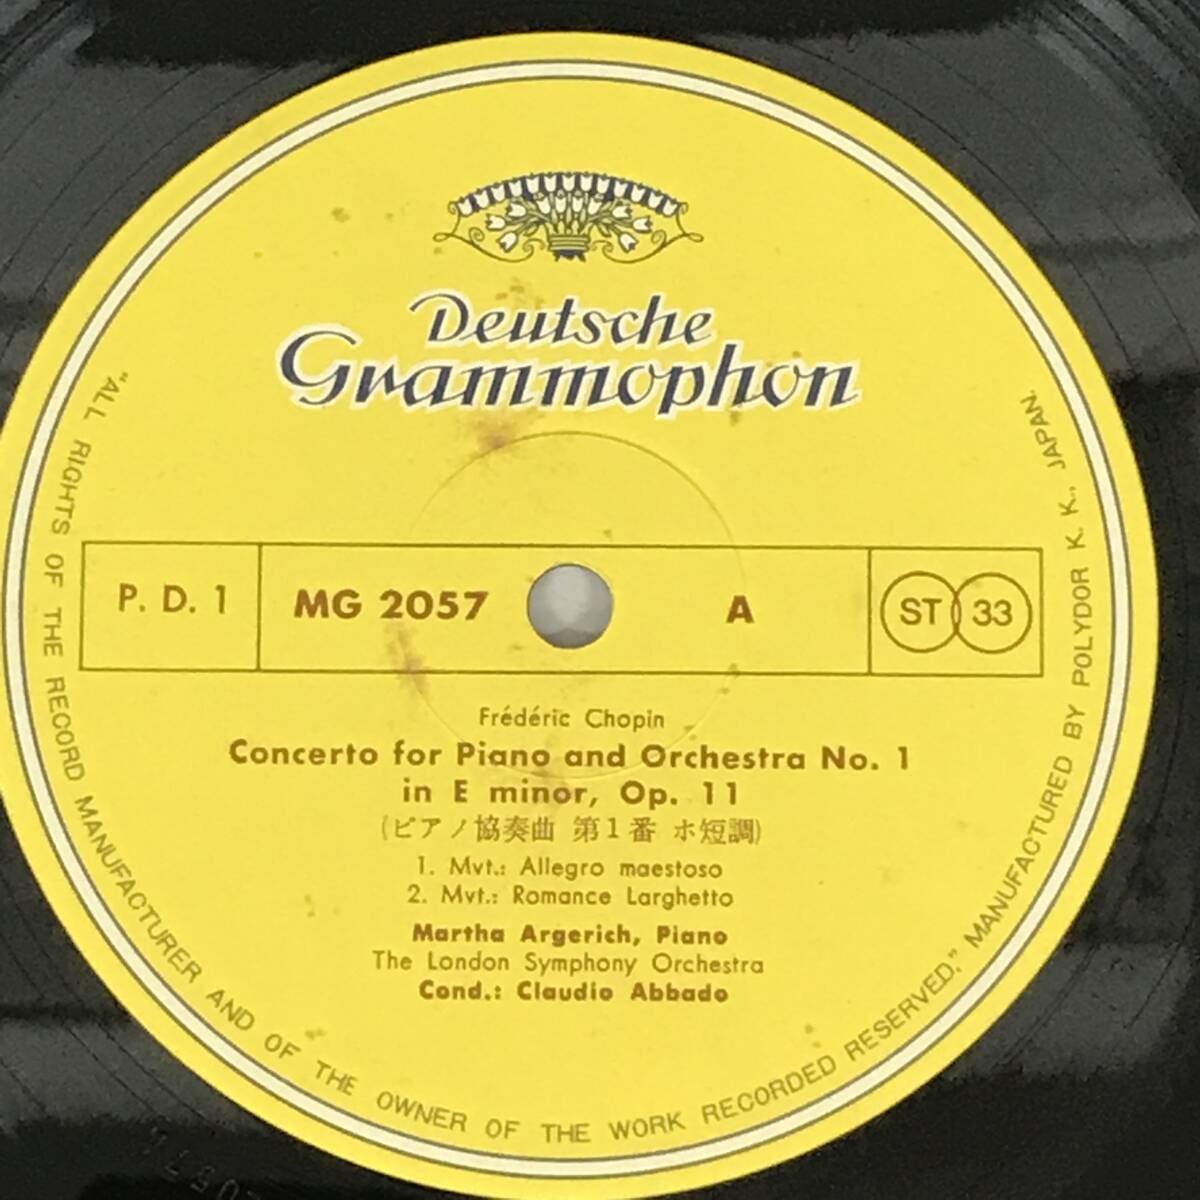 Deutsche
Grammophon
P. D. 1 MG 2057 A ST 33
Frédéric Chopin
Concerto for Piano and Orchestra No. 1
in E minor, Op. 11
(ピアノ協奏曲 第1番 ホ短調)
1. Mvt.: Allegro maestoso
2. Mvt.: Romance Larghetto
Martha Argerich, Piano
The London Symphony Orchestra
Cond.: Claudio Abbado
"ALL RIGHTS OF THE RECORD MANUFACTURER AND OF THE OWNER OF THE WORK RECORDED RESERVED." MANUFACTURED BY POLYDOR K. K., JAPAN.